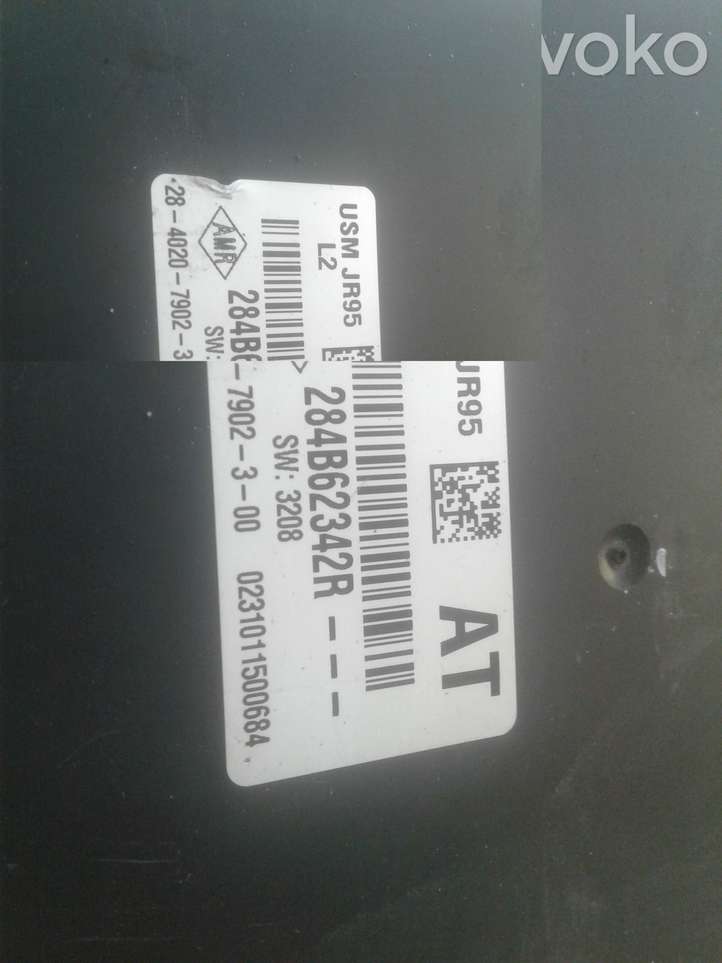 voko
USM JR95
L2
AMR
284B6
SW:
28-4020-7902-3
JR95
AT
284B62342R---
SW: 3208
-7902-3-00 0231011500684